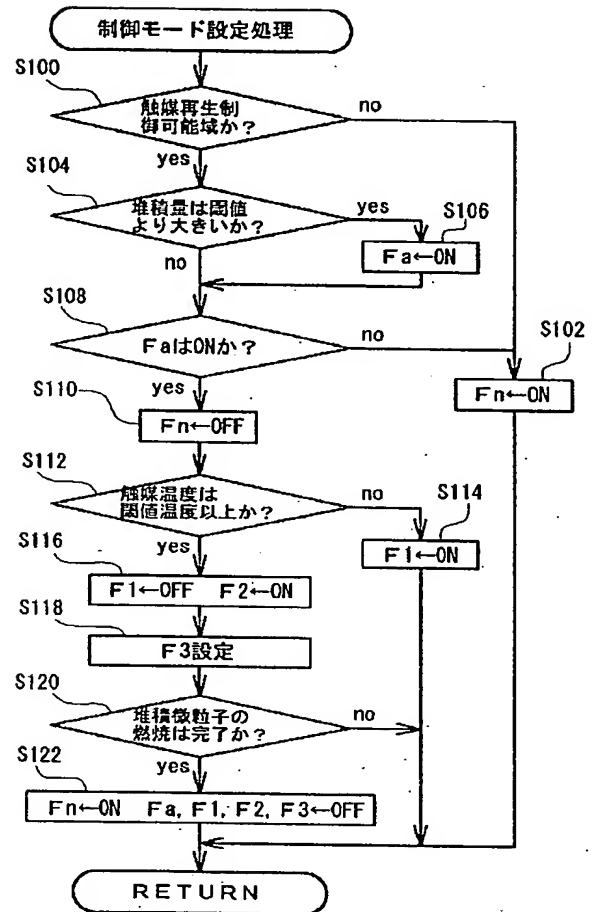 制御モード設定処理
S100
触媒再生制
御可能域か？
no
yes
S104
堆積量は閾値
より大きいか？
yes
S106
Fa←ON
no
S108
FaはONか？
no
S102
Fn←ON
yes
S110
Fn←OFF
S112
触媒温度は
閾値温度以上か？
no
S114
F1←ON
yes
S116
F1←OFF F2←ON
S118
F3設定
S120
堆積微粒子の
燃焼は完了か？
no
yes
S122
Fn←ON Fa, F1, F2, F3←OFF
RETURN